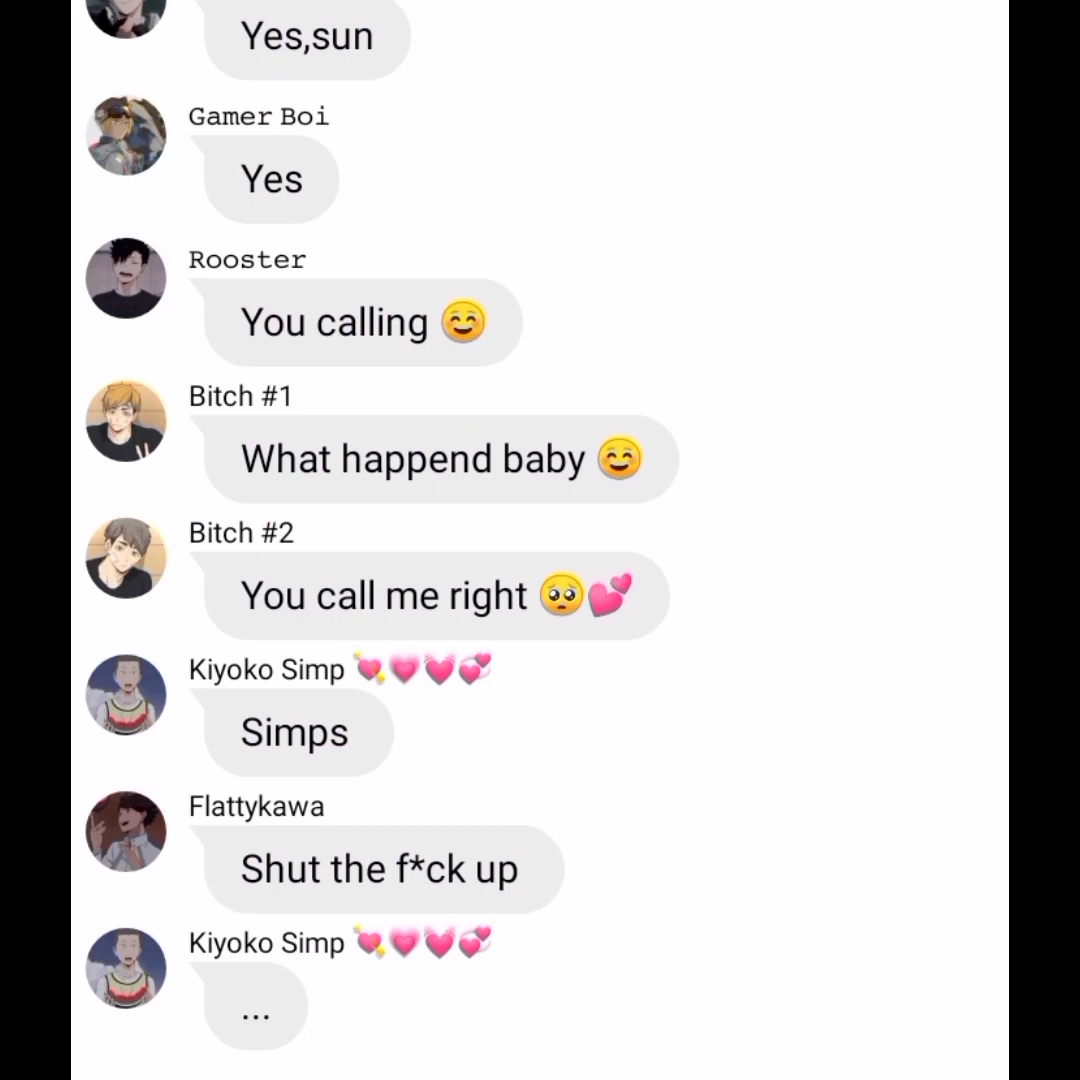 Yes,sun
Gamer Boi
Yes
Rooster
You calling ☺️
Bitch #1
What happend baby ☺️
Bitch #2
You call me right 🥺💕
Kiyoko Simp 💘💗💓💞
Simps
Flattykawa
Shut the f*ck up
Kiyoko Simp 💘💗💓💞
...